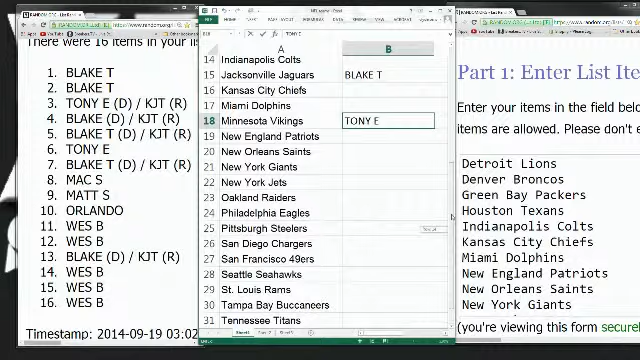 There were 16 items in your lis
1. BLAKE T
2. BLAKE T
3. TONY E (D) / KJT (R)
4. BLAKE (D) / KJT (R)
5. BLAKE T (D) / KJT (R)
6. TONY E
7. BLAKE T (D) / KJT (R)
8. MAC S
9. MATT S
10. ORLANDO
11. WES B
12. WES B
13. BLAKE (D) / KJT (R)
14. WES B
15. WES B
16. WES B
Timestamp: 2014-09-19 03:02
TONY E
A B
14 Indianapolis Colts
15 Jacksonville Jaguars BLAKE T
16 Kansas City Chiefs
17 Miami Dolphins
18 Minnesota Vikings TONY E
19 New England Patriots
20 New Orleans Saints
21 New York Giants
22 New York Jets
23 Oakland Raiders
24 Philadelphia Eagles
25 Pittsburgh Steelers
26 San Diego Chargers
27 San Francisco 49ers
28 Seattle Seahawks
29 St. Louis Rams
30 Tampa Bay Buccaneers
31 Tennessee Titans
Part 1: Enter List Ite
Enter your items in the field belo
items are allowed. Please don't e
Detroit Lions
Denver Broncos
Green Bay Packers
Houston Texans
Indianapolis Colts
Kansas City Chiefs
Miami Dolphins
New England Patriots
New Orleans Saints
New York Giants
(you're viewing this form secure